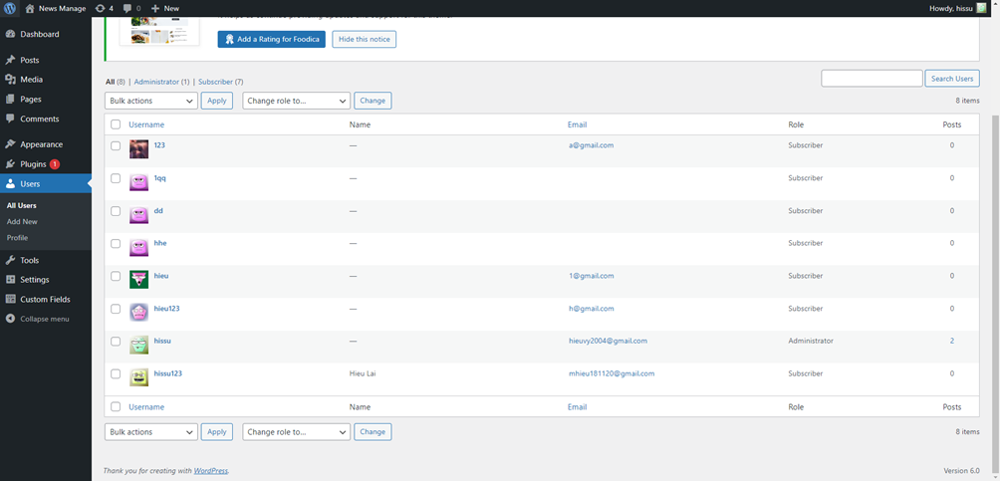 News Manage 4 0 New Howdy, hissu
Dashboard
Posts
Media
Pages
Comments
Appearance
Plugins 1
Users
All Users
Add New
Profile
Tools
Settings
Custom Fields
Collapse menu
Add a Rating for Foodica Hide this notice
All (8) | Administrator (1) | Subscriber (7)
Search Users
Bulk actions Apply Change role to... Change 8 items
Username Name Email Role Posts
123 — a@gmail.com Subscriber 0
1qq — Subscriber 0
dd — Subscriber 0
hhe — Subscriber 0
hieu — 1@gmail.com Subscriber 0
hieu123 — h@gmail.com Subscriber 0
hissu — hieuvy2004@gmail.com Administrator 2
hissu123 Hieu Lai mhieu181120@gmail.com Subscriber 0
Username Name Email Role Posts
Bulk actions Apply Change role to... Change 8 items
Thank you for creating with WordPress. Version 6.0